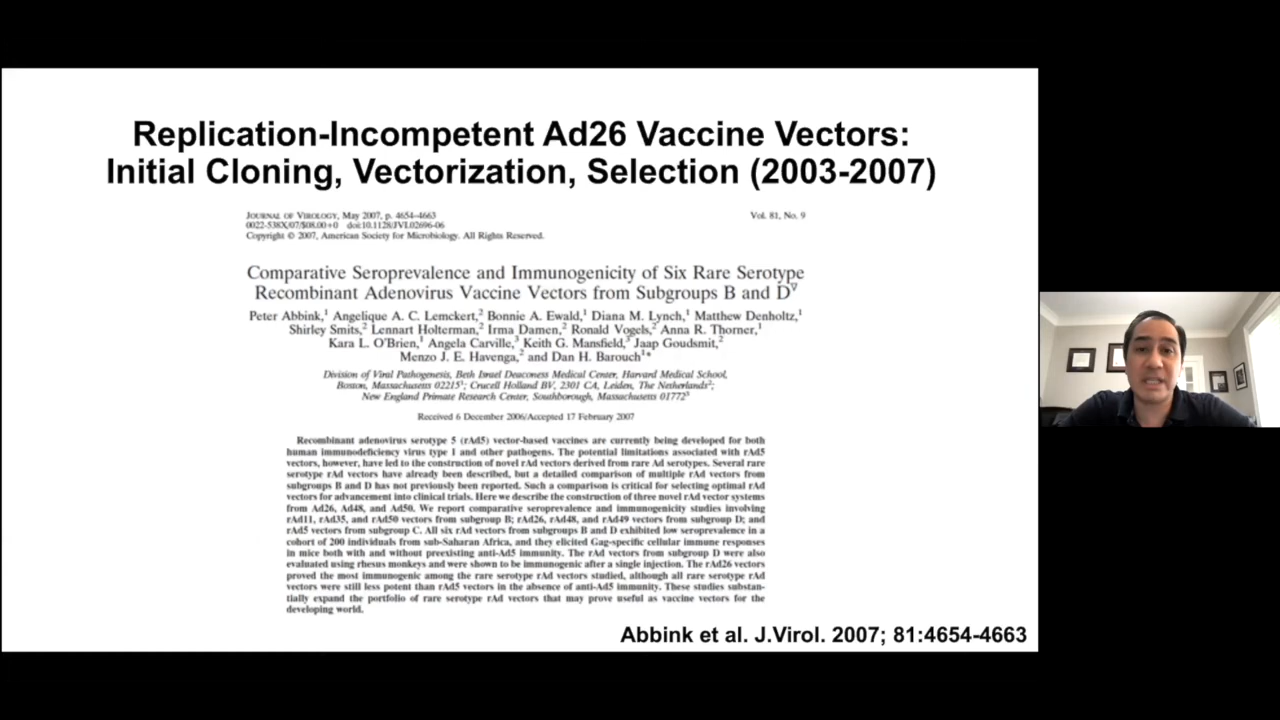 Replication-Incompetent Ad26 Vaccine Vectors:
Initial Cloning, Vectorization, Selection (2003-2007)
JOURNAL OF VIROLOGY, May 2007, p. 4654–4663
Vol. 81, No. 9
0022-538X/07/$08.00+0 doi:10.1128/JVI.02696-06
Copyright © 2007, American Society for Microbiology. All Rights Reserved.
Comparative Seroprevalence and Immunogenicity of Six Rare Serotype
Recombinant Adenovirus Vaccine Vectors from Subgroups B and D∇
Peter Abbink,1 Angelique A. C. Lemckert,2 Bonnie A. Ewald,1 Diana M. Lynch,1 Matthew Denholtz,1
Shirley Smits,2 Lennart Holterman,2 Irma Damen,2 Ronald Vogels,2 Anna R. Thorner,1
Kara L. O'Brien,1 Angela Carville,3 Keith G. Mansfield,3 Jaap Goudsmit,2
Menzo J. E. Havenga,2 and Dan H. Barouch1*
Division of Viral Pathogenesis, Beth Israel Deaconess Medical Center, Harvard Medical School,
Boston, Massachusetts 022151; Crucell Holland BV, 2301 CA, Leiden, The Netherlands2;
New England Primate Research Center, Southborough, Massachusetts 017723
Received 6 December 2006/Accepted 17 February 2007
Recombinant adenovirus serotype 5 (rAd5) vector-based vaccines are currently being developed for both
human immunodeficiency virus type 1 and other pathogens. The potential limitations associated with rAd5
vectors, however, have led to the construction of novel rAd vectors derived from rare Ad serotypes. Several rare
serotype rAd vectors have already been described, but a detailed comparison of multiple rAd vectors from
subgroups B and D has not previously been reported. Such a comparison is critical for selecting optimal rAd
vectors for advancement into clinical trials. Here we describe the construction of three novel rAd vector systems
from Ad26, Ad48, and Ad50. We report comparative seroprevalence and immunogenicity studies involving
rAd11, rAd35, and rAd50 vectors from subgroup B; rAd26, rAd48, and rAd49 vectors from subgroup D; and
rAd5 vectors from subgroup C. All six rAd vectors from subgroups B and D exhibited low seroprevalence in a
cohort of 200 individuals from sub-Saharan Africa, and they elicited Gag-specific cellular immune responses
in mice both with and without preexisting anti-Ad5 immunity. The rAd vectors from subgroup D were also
evaluated using rhesus monkeys and were shown to be immunogenic after a single injection. The rAd26 vectors
proved the most immunogenic among the rare serotype rAd vectors studied, although all rare serotype rAd
vectors were still less potent than rAd5 vectors in the absence of anti-Ad5 immunity. These studies substan-
tially expand the portfolio of rare serotype rAd vectors that may prove useful as vaccine vectors for the
developing world.
Abbink et al. J.Virol. 2007; 81:4654-4663